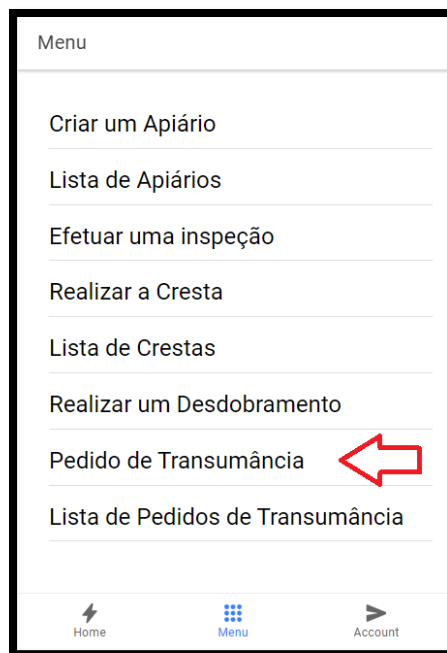 Menu
Criar um Apiário
Lista de Apiários
Efetuar uma inspeção
Realizar a Cresta
Lista de Crestas
Realizar um Desdobramento
Pedido de Transumância
Lista de Pedidos de Transumância
Home Menu Account